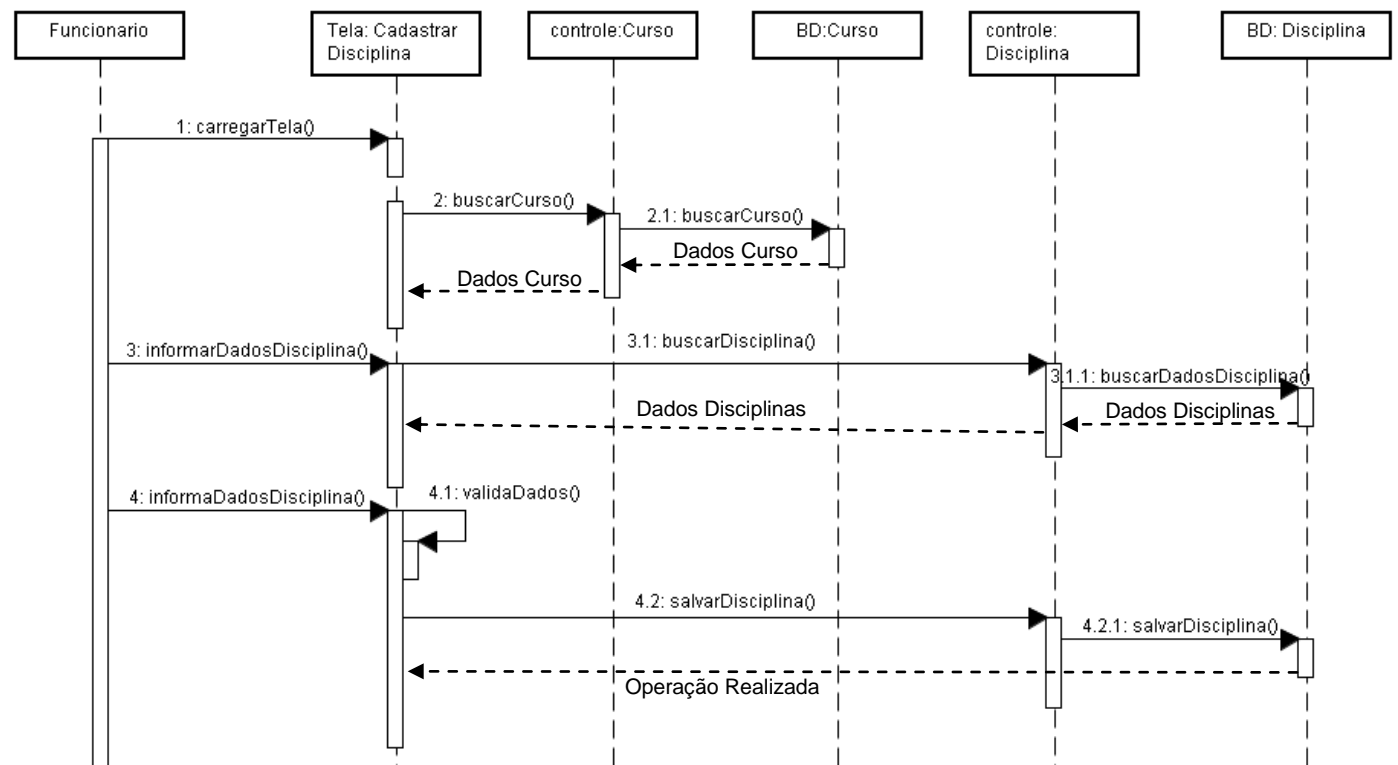 Funcionario
Tela: Cadastrar
Disciplina
controle:Curso
BD:Curso
controle:
Disciplina
BD: Disciplina
1: carregarTela()
2: buscarCurso()
2.1: buscarCurso()
Dados Curso
Dados Curso
3: informarDadosDisciplina()
3.1: buscarDisciplina()
3.1.1: buscarDadosDisciplina()
Dados Disciplinas
Dados Disciplinas
4: informaDadosDisciplina()
4.1: validaDados()
4.2: salvarDisciplina()
4.2.1: salvarDisciplina()
Operação Realizada